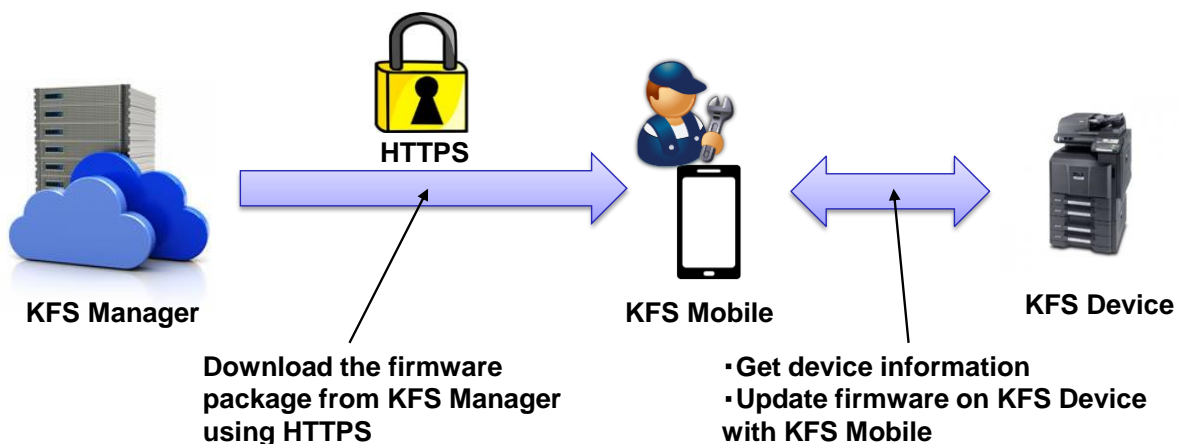 HTTPS
KFS Manager
KFS Mobile
KFS Device
Download the firmware
package from KFS Manager
using HTTPS
・Get device information
・Update firmware on KFS Device
with KFS Mobile